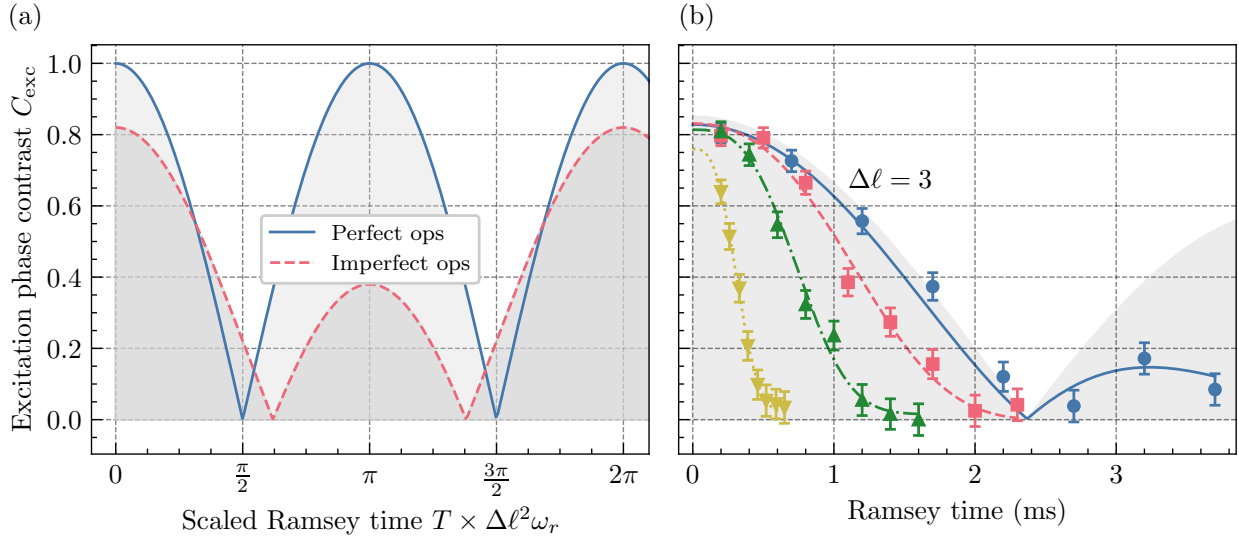 (a)
(b)
Excitation phase contrast C_exc
1.0
0.8
0.6
0.4
0.2
0.0
Perfect ops
Imperfect ops
0
π/2
π
3π/2
2π
Scaled Ramsey time T × Δℓ²ω_r
Δℓ = 3
0
1
2
3
Ramsey time (ms)